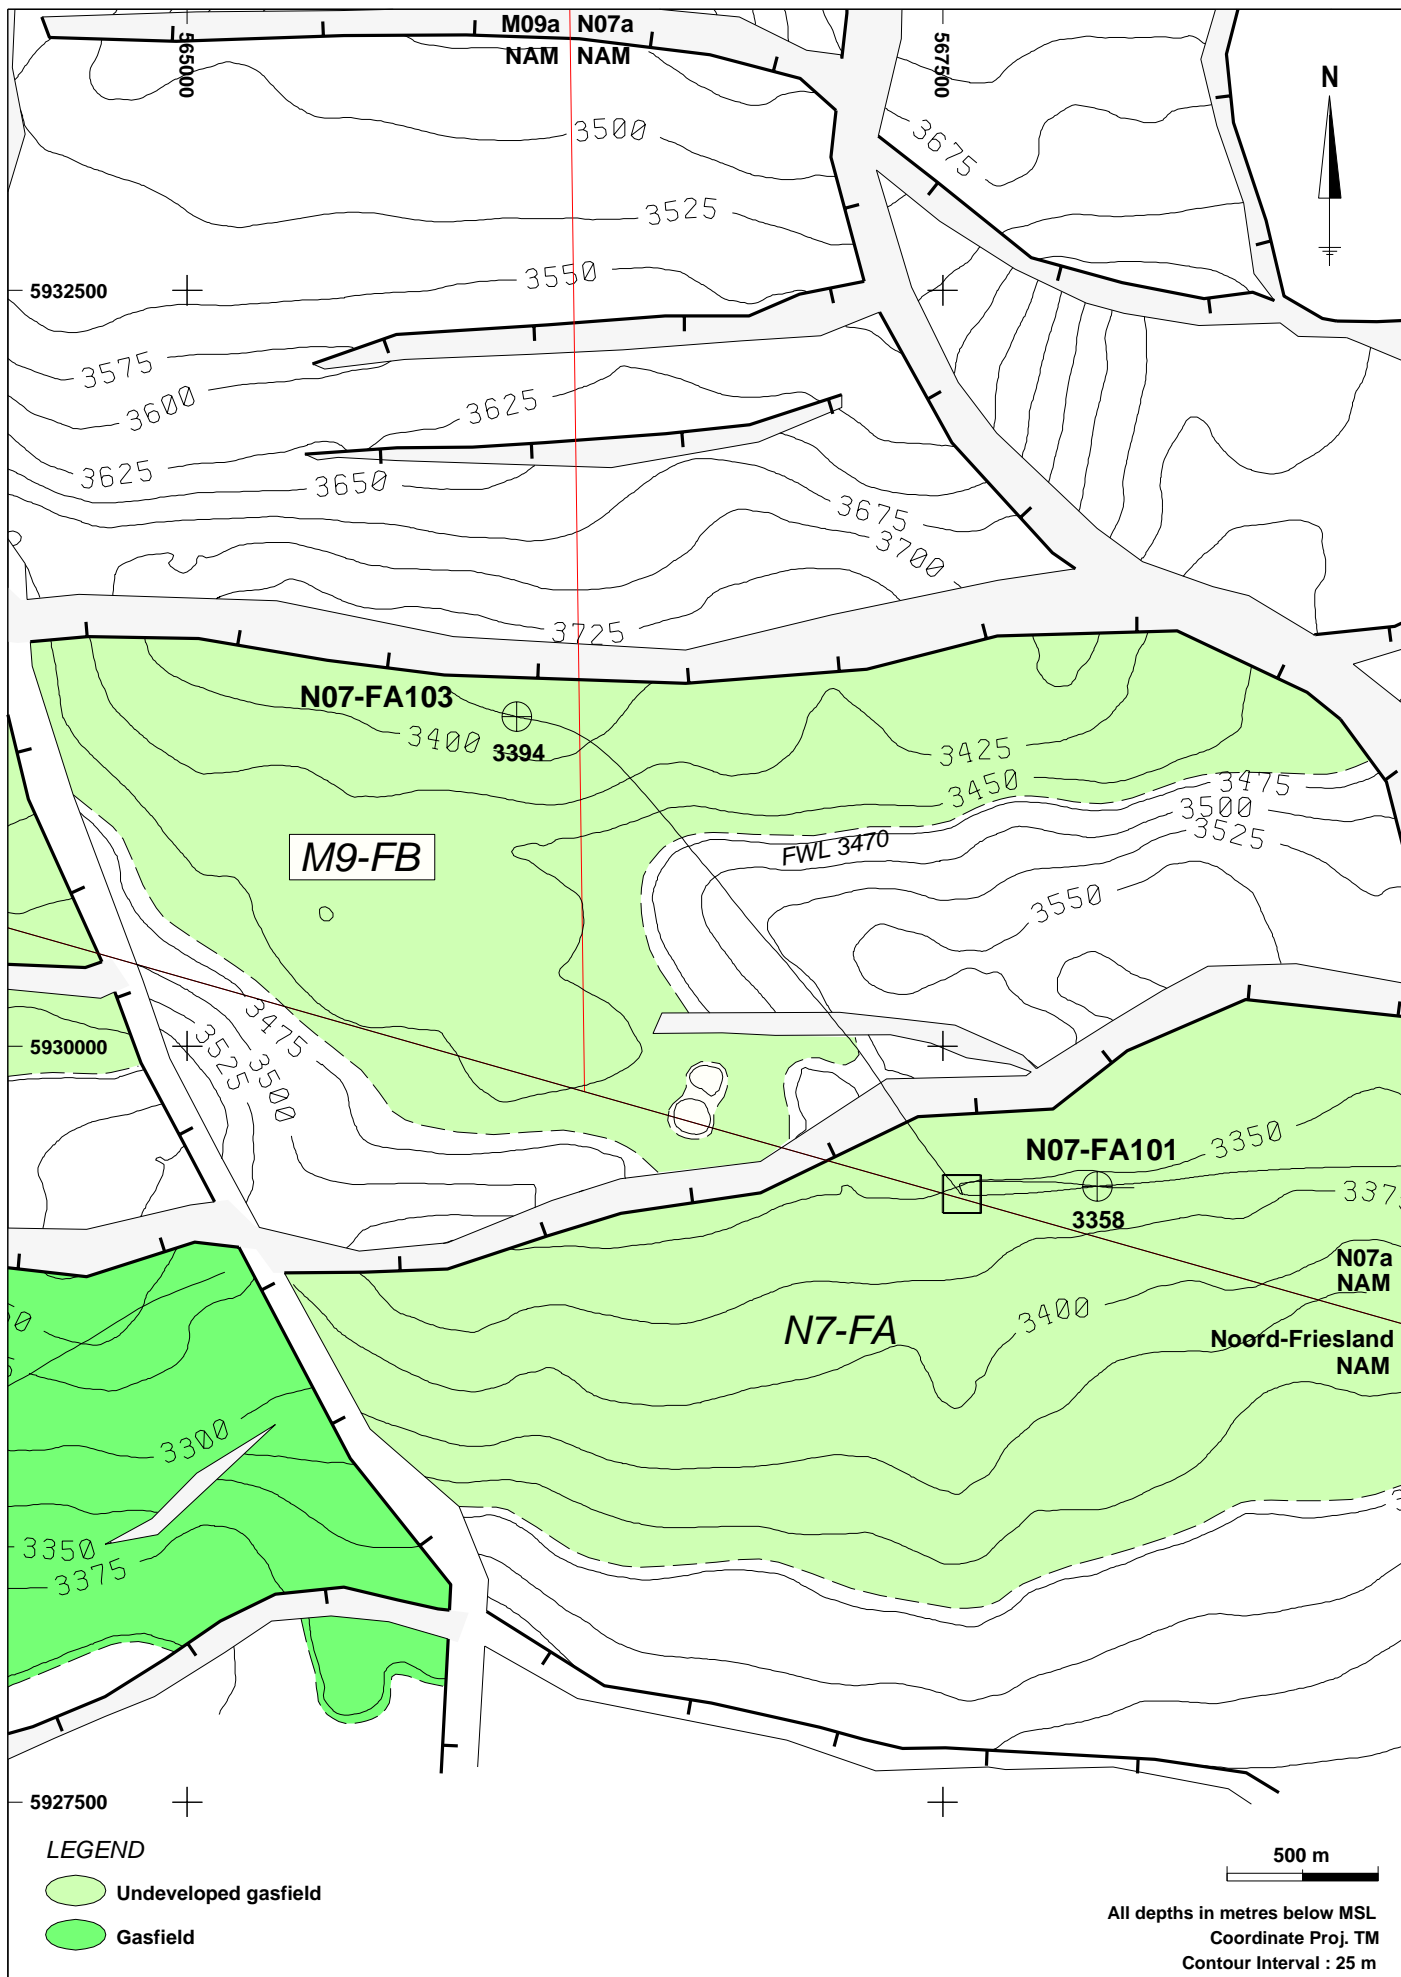 M09a N07a
NAM NAM
565000
567500
N
3500
3675
3525
3550
5932500
3575
3600
3625
3625
3650
3675
3700
3725
N07-FA103
3400
3394
3425
3450
3475
3500
3525
FWL 3470
M9-FB
3550
3475
3525
3500
5930000
N07-FA101
3350
3358
N07a
NAM
3400
N7-FA
Noord-Friesland
NAM
3300
3350
3375
5927500
LEGEND
Undeveloped gasfield
Gasfield
500 m
All depths in metres below MSL
Coordinate Proj. TM
Contour Interval : 25 m